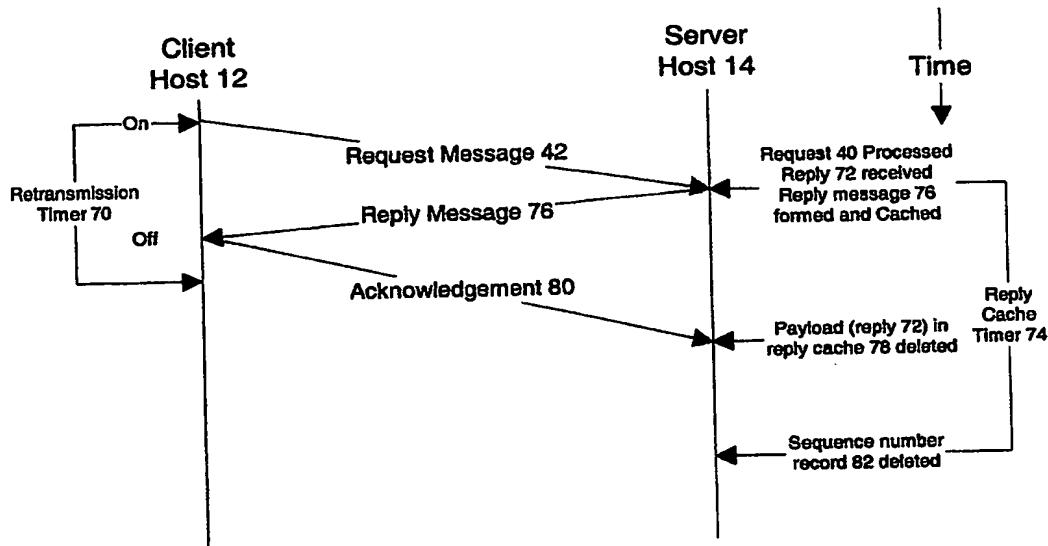 Client
Host 12
Server
Host 14
Time
On
Request Message 42
Request 40 Processed
Reply 72 received
Reply message 76
formed and Cached
Retransmission
Timer 70
Reply Message 76
Off
Acknowledgement 80
Reply
Cache
Timer 74
Payload (reply 72) in
reply cache 78 deleted
Sequence number
record 82 deleted